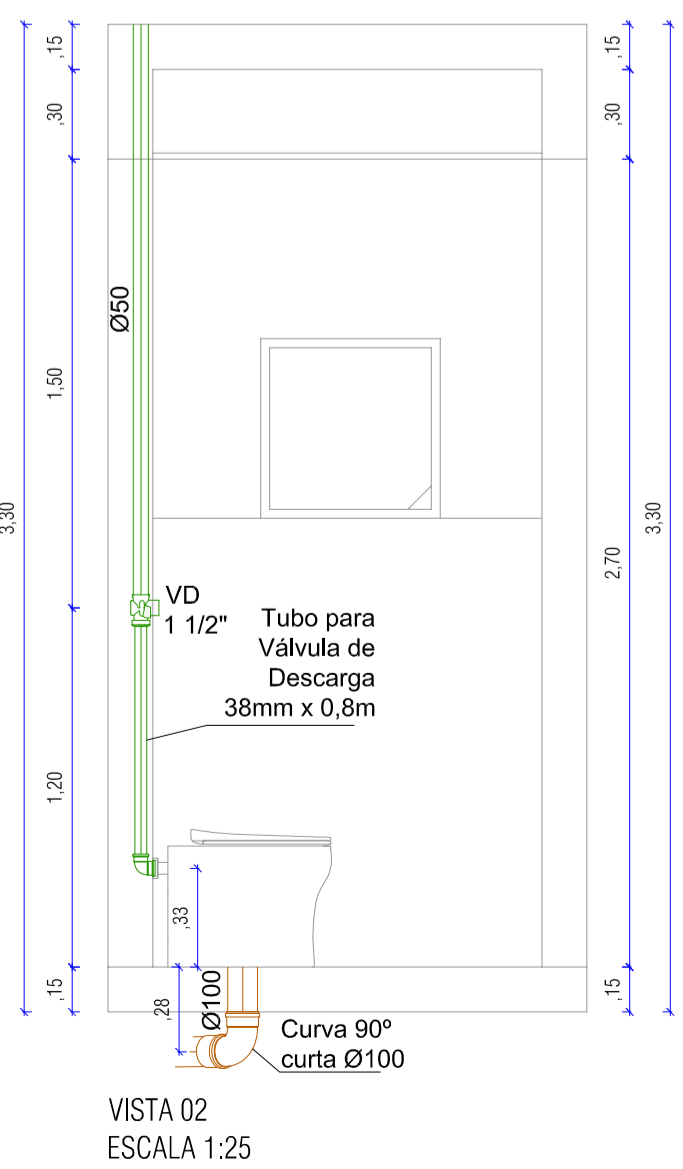 ,15
,15
,30
,30
Ø50
1,50
3,30
3,30
2,70
VD
1 1/2"
Tubo para
Válvula de
Descarga
38mm x 0,8m
1,20
,33
,15
,28
Ø100
,15
Curva 90º
curta Ø100
VISTA 02
ESCALA 1:25